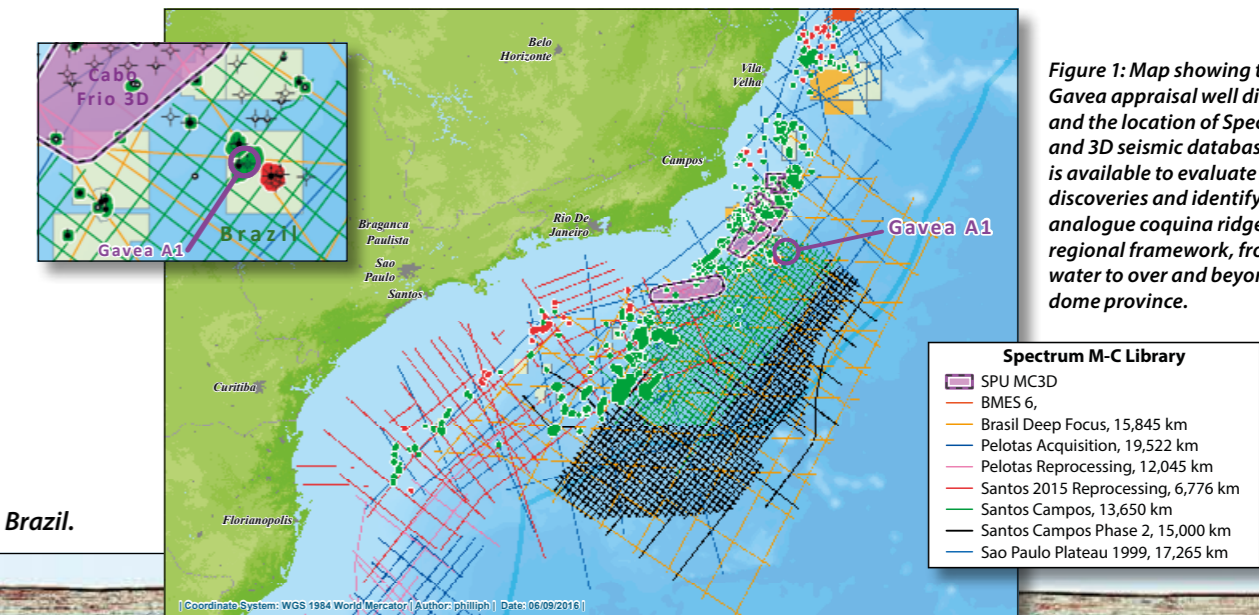 Cabo
Frio 3D
Gavea A1
Brazil
Belo
Horizonte
Vila
Velha
Campos
Rio De
Janeiro
Braganca
Paulista
Sao
Paulo
Santos
Curitiba
Florianopolis
Gavea A1
| Coordinate System: WGS 1984 World Mercator | Author: philliph | Date: 06/09/2016 |
Figure 1: Map showing t
Gavea appraisal well di
and the location of Spec
and 3D seismic databas
is available to evaluate
discoveries and identify
analogue coquina ridge
regional framework, fro
water to over and beyon
dome province.
Spectrum M-C Library
SPU MC3D
BMES 6,
Brasil Deep Focus, 15,845 km
Pelotas Acquisition, 19,522 km
Pelotas Reprocessing, 12,045 km
Santos 2015 Reprocessing, 6,776 km
Santos Campos, 13,650 km
Santos Campos Phase 2, 15,000 km
Sao Paulo Plateau 1999, 17,265 km
Brazil.